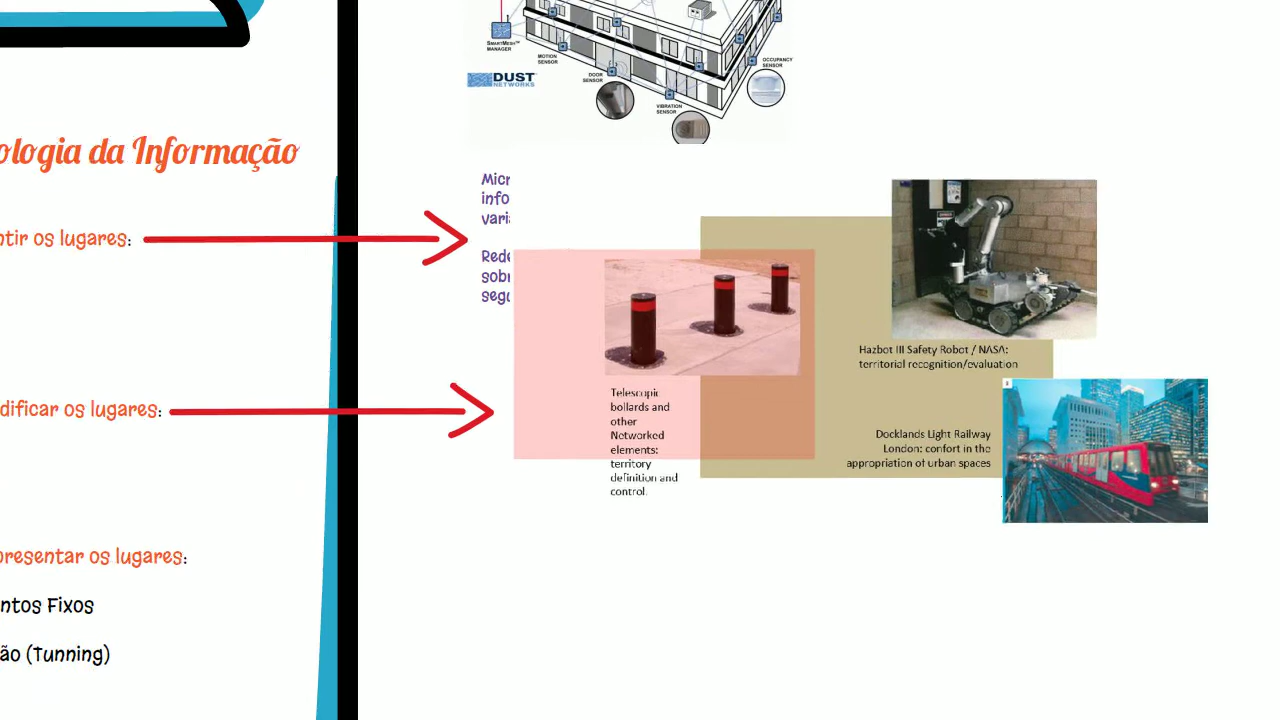 SMARTMESH™
MANAGER
MOTION
SENSOR
DOOR
SENSOR
DUST
NETWORKS
VIBRATION
SENSOR
OCCUPANCY
SENSOR
ologia da Informação
Micr
info
vari
ntir os lugares:
Rede
sobr
segu
dificar os lugares:
Telescopic
bollards and
other
Networked
elements:
territory
definition and
control.
Hazbot III Safety Robot / NASA:
territorial recognition/evaluation
Docklands Light Railway
London: confort in the
appropriation of urban spaces
presentar os lugares:
ntos Fixos
ão (Tunning)